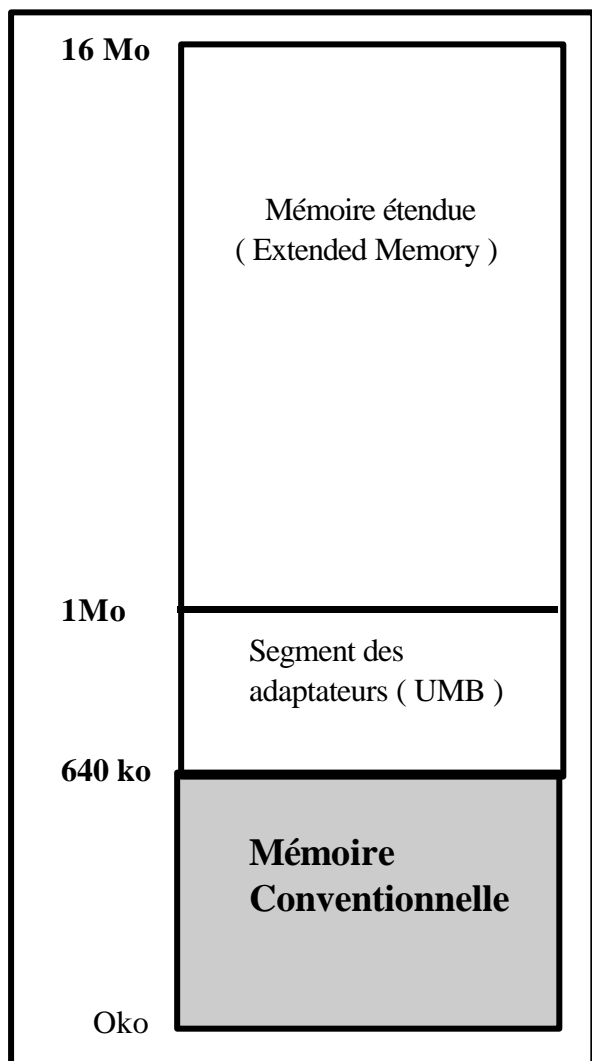 16 Mo
Mémoire étendue
( Extended Memory )
1Mo
Segment des
adaptateurs ( UMB )
640 ko
Mémoire
Conventionnelle
Oko